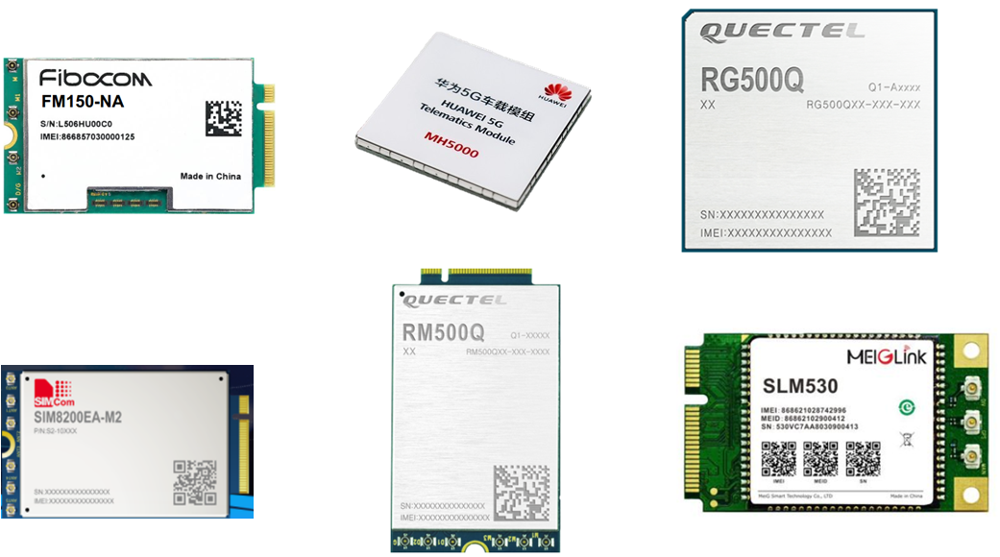 Fibocom
FM150-NA
S/N:L506HU00C0
IMEI:866857030000125
Made in China
M
M1
M2
D/G
华为5G车载模组
HUAWEI 5G
Telematics Module
MH5000
HUAWEI
QUECTEL
RG500Q
Q1-Axxxx
XX
RG500QXX-XXX-XXX
SN:XXXXXXXXXXXXXXX
IMEI:XXXXXXXXXXXXXXX
SIMCom
SIM8200EA-M2
P/N:S2-10XXX
SN:XXXXXXXXXXXXXXX
IMEI:XXXXXXXXXXXXXXX
QUECTEL
RM500Q
Q1-XXXXX
XX
RM500QXX-XXX-XXXX
SN:XXXXXXXXXXXXXXX
IMEI:XXXXXXXXXXXXXXX
MEIGLink
SLM530
IMEI: 868621028742996
MEID: 86862102900412
SN: 530VC7AA8030900413
IMEI
MEID
SN
MeiG Smart Technology Co., LTD
Made in China